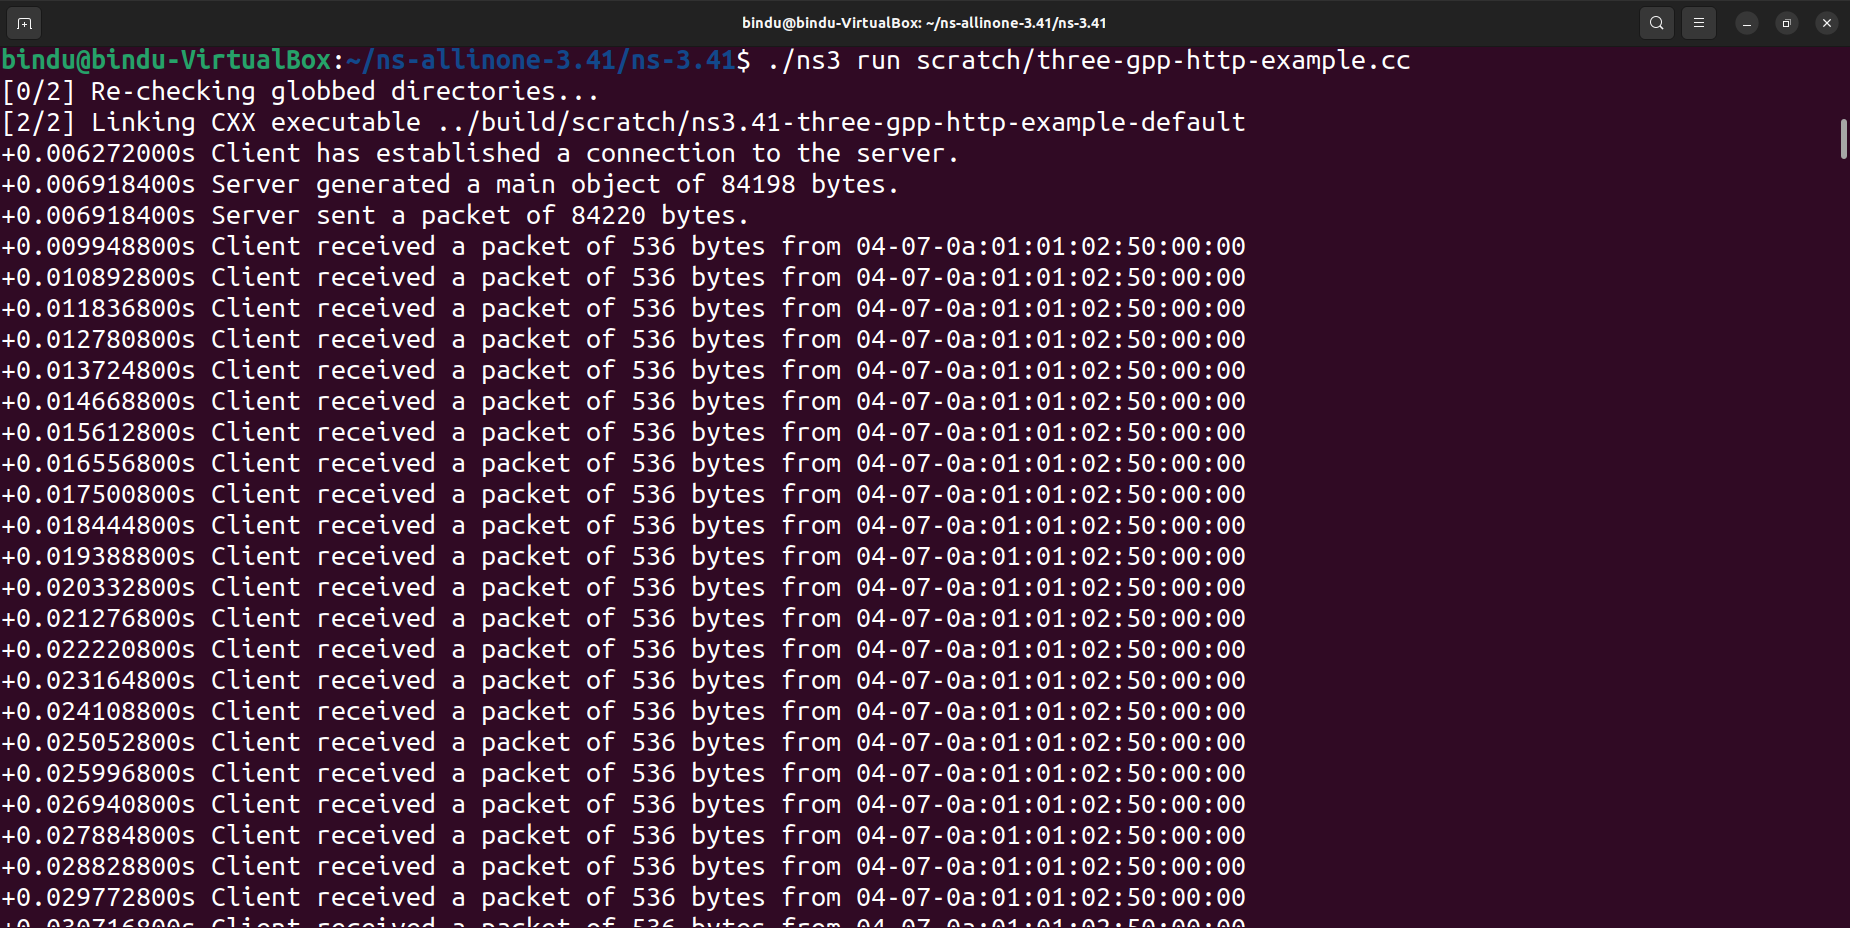 bindu@bindu-VirtualBox: ~/ns-allinone-3.41/ns-3.41
bindu@bindu-VirtualBox:~/ns-allinone-3.41/ns-3.41$ ./ns3 run scratch/three-gpp-http-example.cc
[0/2] Re-checking globbed directories...
[2/2] Linking CXX executable ../build/scratch/ns3.41-three-gpp-http-example-default
+0.006272000s Client has established a connection to the server.
+0.006918400s Server generated a main object of 84198 bytes.
+0.006918400s Server sent a packet of 84220 bytes.
+0.009948800s Client received a packet of 536 bytes from 04-07-0a:01:01:02:50:00:00
+0.010892800s Client received a packet of 536 bytes from 04-07-0a:01:01:02:50:00:00
+0.011836800s Client received a packet of 536 bytes from 04-07-0a:01:01:02:50:00:00
+0.012780800s Client received a packet of 536 bytes from 04-07-0a:01:01:02:50:00:00
+0.013724800s Client received a packet of 536 bytes from 04-07-0a:01:01:02:50:00:00
+0.014668800s Client received a packet of 536 bytes from 04-07-0a:01:01:02:50:00:00
+0.015612800s Client received a packet of 536 bytes from 04-07-0a:01:01:02:50:00:00
+0.016556800s Client received a packet of 536 bytes from 04-07-0a:01:01:02:50:00:00
+0.017500800s Client received a packet of 536 bytes from 04-07-0a:01:01:02:50:00:00
+0.018444800s Client received a packet of 536 bytes from 04-07-0a:01:01:02:50:00:00
+0.019388800s Client received a packet of 536 bytes from 04-07-0a:01:01:02:50:00:00
+0.020332800s Client received a packet of 536 bytes from 04-07-0a:01:01:02:50:00:00
+0.021276800s Client received a packet of 536 bytes from 04-07-0a:01:01:02:50:00:00
+0.022220800s Client received a packet of 536 bytes from 04-07-0a:01:01:02:50:00:00
+0.023164800s Client received a packet of 536 bytes from 04-07-0a:01:01:02:50:00:00
+0.024108800s Client received a packet of 536 bytes from 04-07-0a:01:01:02:50:00:00
+0.025052800s Client received a packet of 536 bytes from 04-07-0a:01:01:02:50:00:00
+0.025996800s Client received a packet of 536 bytes from 04-07-0a:01:01:02:50:00:00
+0.026940800s Client received a packet of 536 bytes from 04-07-0a:01:01:02:50:00:00
+0.027884800s Client received a packet of 536 bytes from 04-07-0a:01:01:02:50:00:00
+0.028828800s Client received a packet of 536 bytes from 04-07-0a:01:01:02:50:00:00
+0.029772800s Client received a packet of 536 bytes from 04-07-0a:01:01:02:50:00:00
+0.030716800s Client received a packet of 536 bytes from 04-07-0a:01:01:02:50:00:00